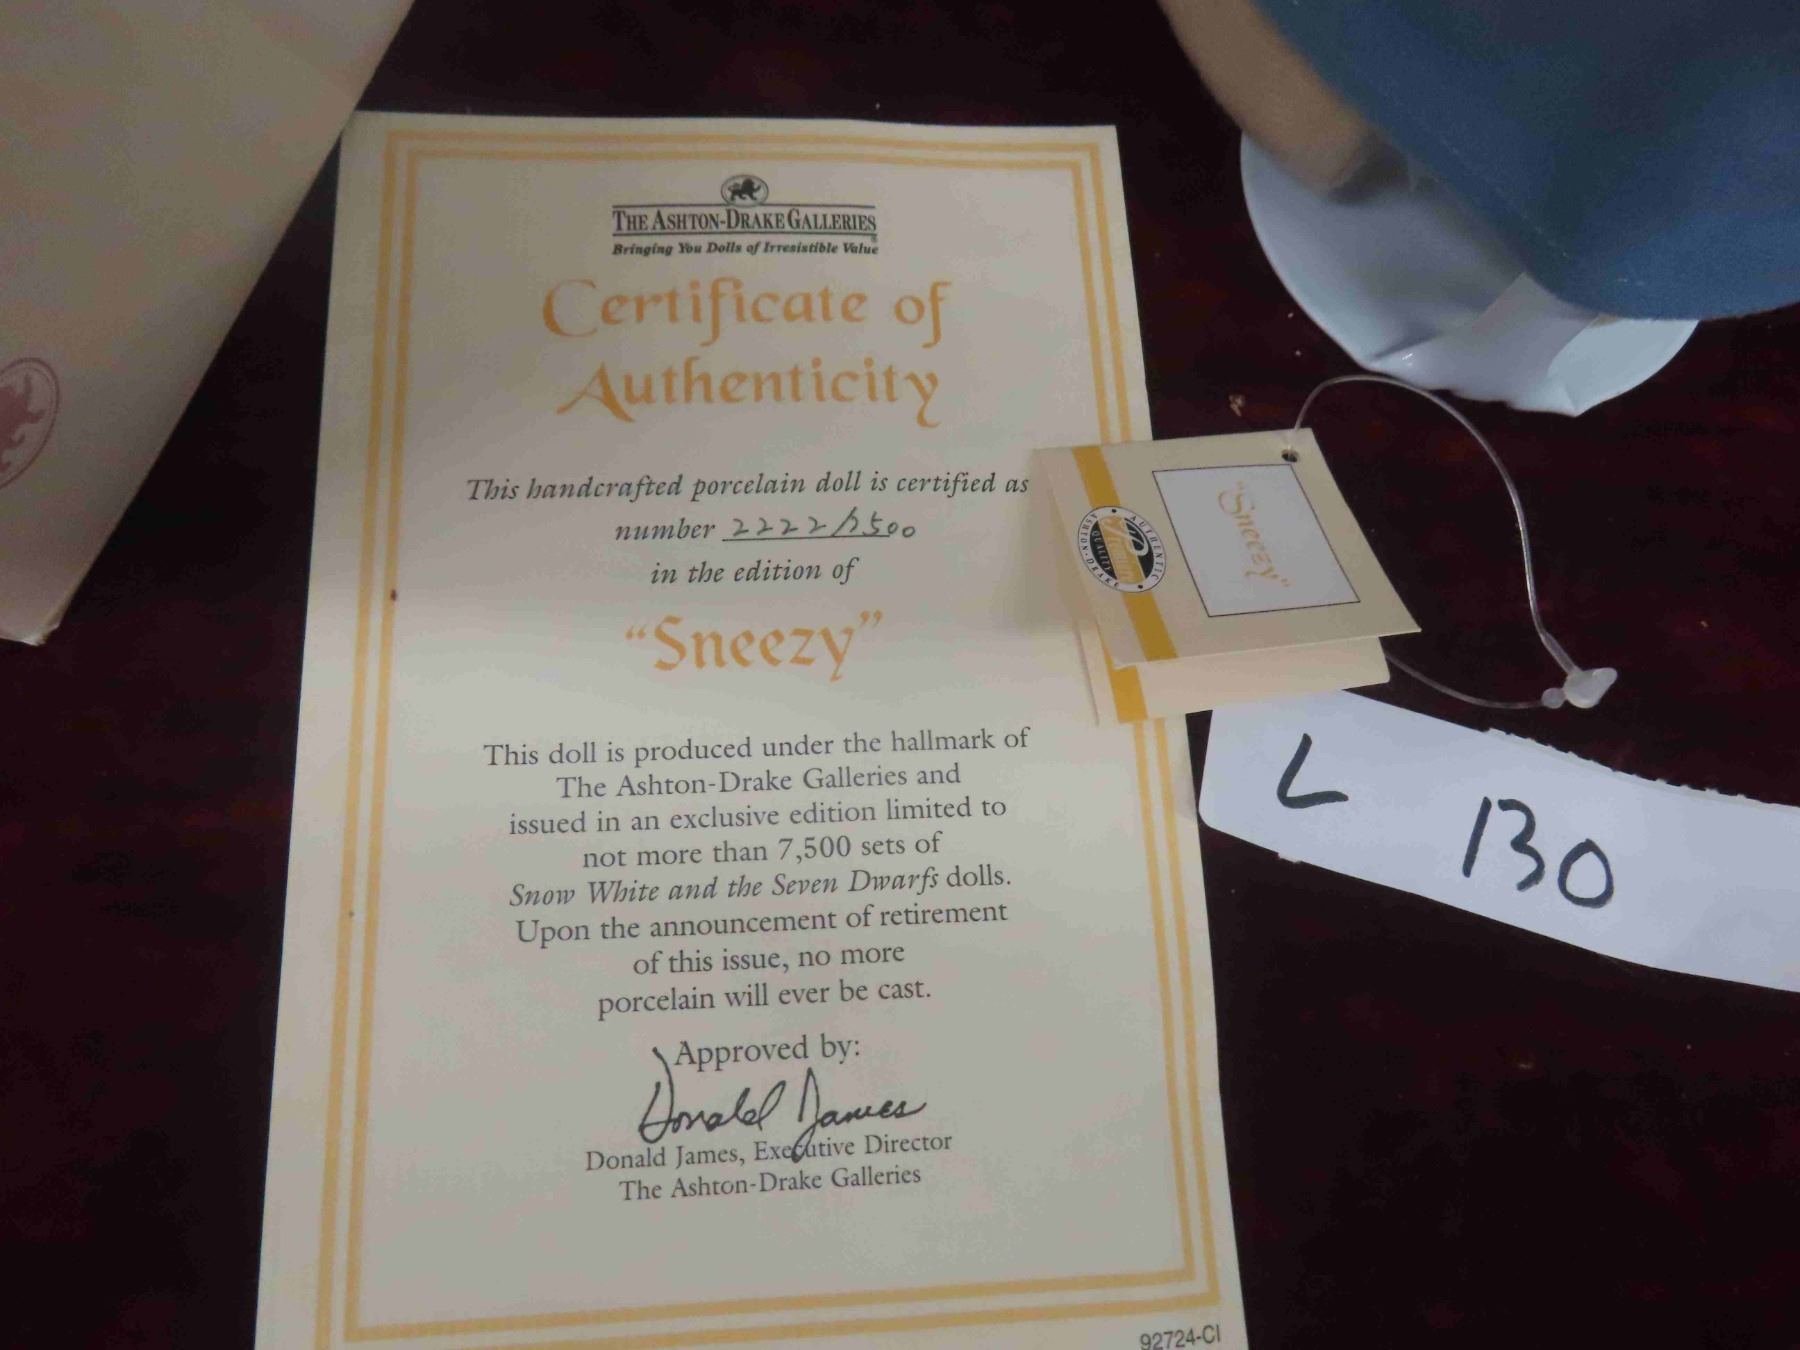 THE ASHTON-DRAKE GALLERIES
Bringing You Dolls of Irresistible Value
Certificate of
Authenticity
This handcrafted porcelain doll is certified as
number 2222/7500
in the edition of
"Sneezy"
This doll is produced under the hallmark of
The Ashton-Drake Galleries and
issued in an exclusive edition limited to
not more than 7,500 sets of
Snow White and the Seven Dwarfs dolls.
Upon the announcement of retirement
of this issue, no more
porcelain will ever be cast.
Approved by:
Donald James
Donald James, Executive Director
The Ashton-Drake Galleries
92724-CI
"Sneezy"
AUTHENTIC
QUALITY
ASHTON-DRAKE
L 130